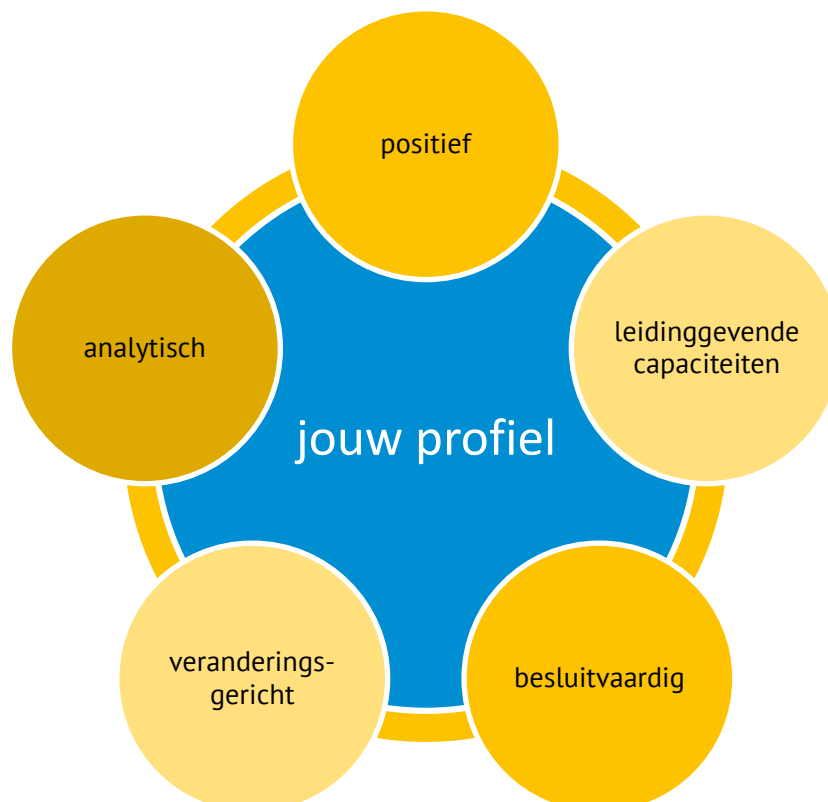 positief
leidinggevende
capaciteiten
analytisch
jouw profiel
veranderings-
gericht
besluitvaardig